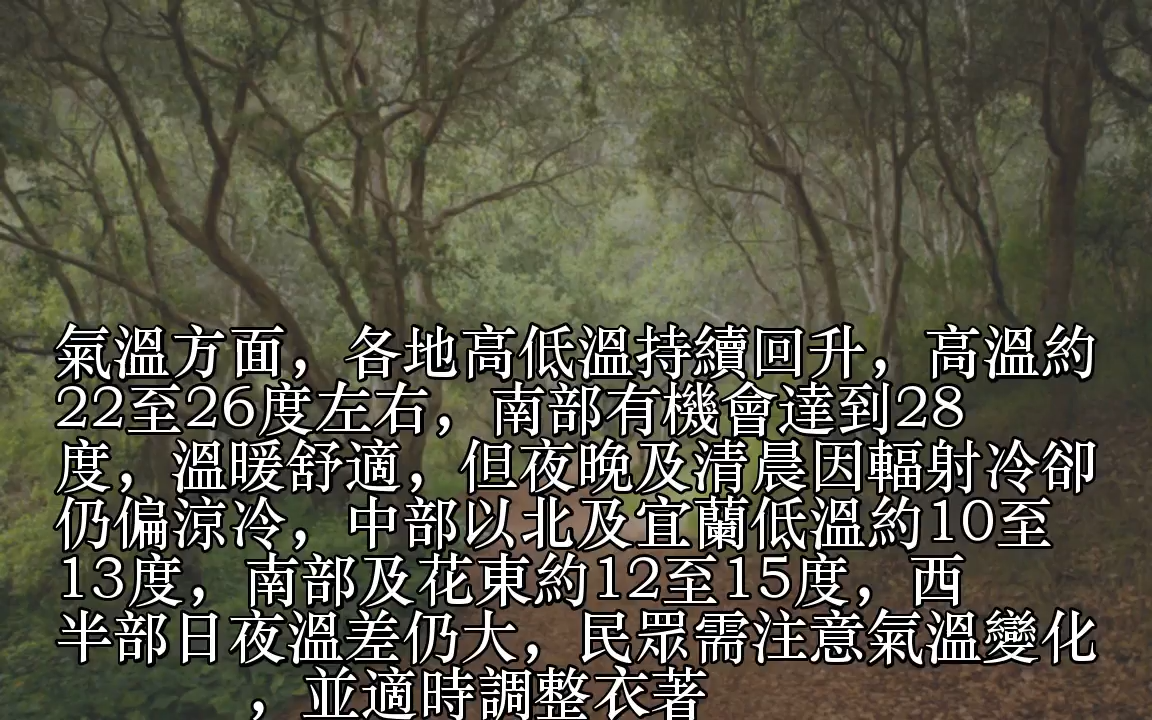 氣溫方面，各地高低溫持續回升，高溫約
22至26度左右，南部有機會達到28
度，溫暖舒適，但夜晚及清晨因輻射冷卻
仍偏涼冷，中部以北及宜蘭低溫約10至
13度，南部及花東約12至15度，西
半部日夜溫差仍大，民眾需注意氣溫變化
，並適時調整衣著